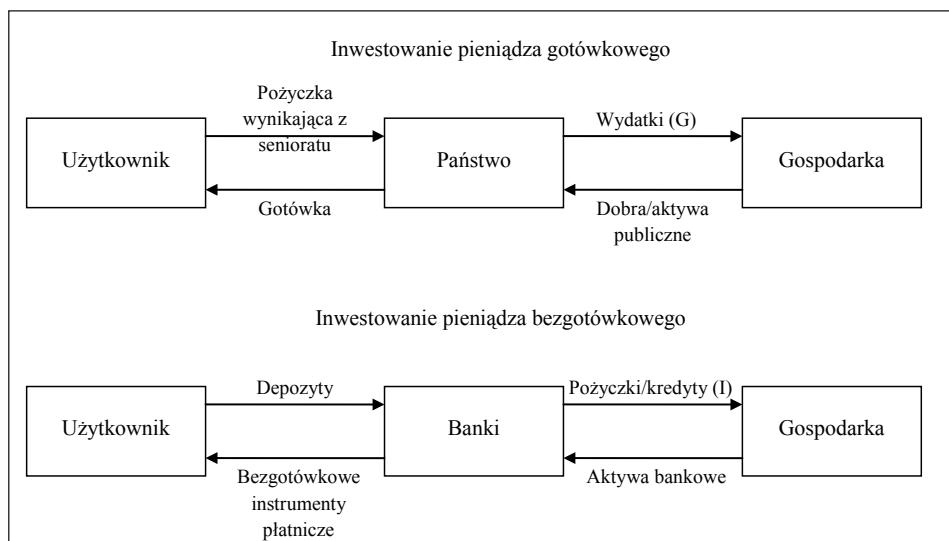 Inwestowanie pieniądza gotówkowego
Pożyczka
wynikająca z
senioratu
Wydatki (G)
Użytkownik
Państwo
Gospodarka
Gotówka
Dobra/aktywa
publiczne
Inwestowanie pieniądza bezgotówkowego
Depozyty
Pożyczki/kredyty (I)
Użytkownik
Banki
Gospodarka
Bezgotówkowe
instrumenty
płatnicze
Aktywa bankowe